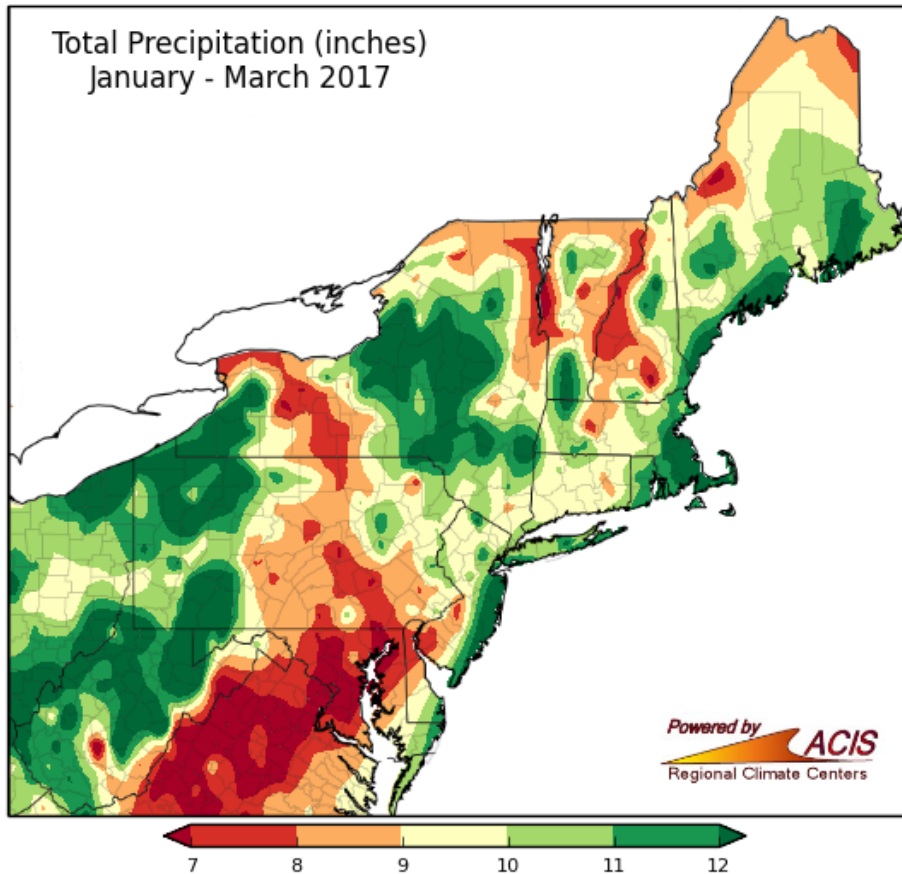 Total Precipitation (inches)
January - March 2017
Powered by
ACIS
Regional Climate Centers
7 8 9 10 11 12